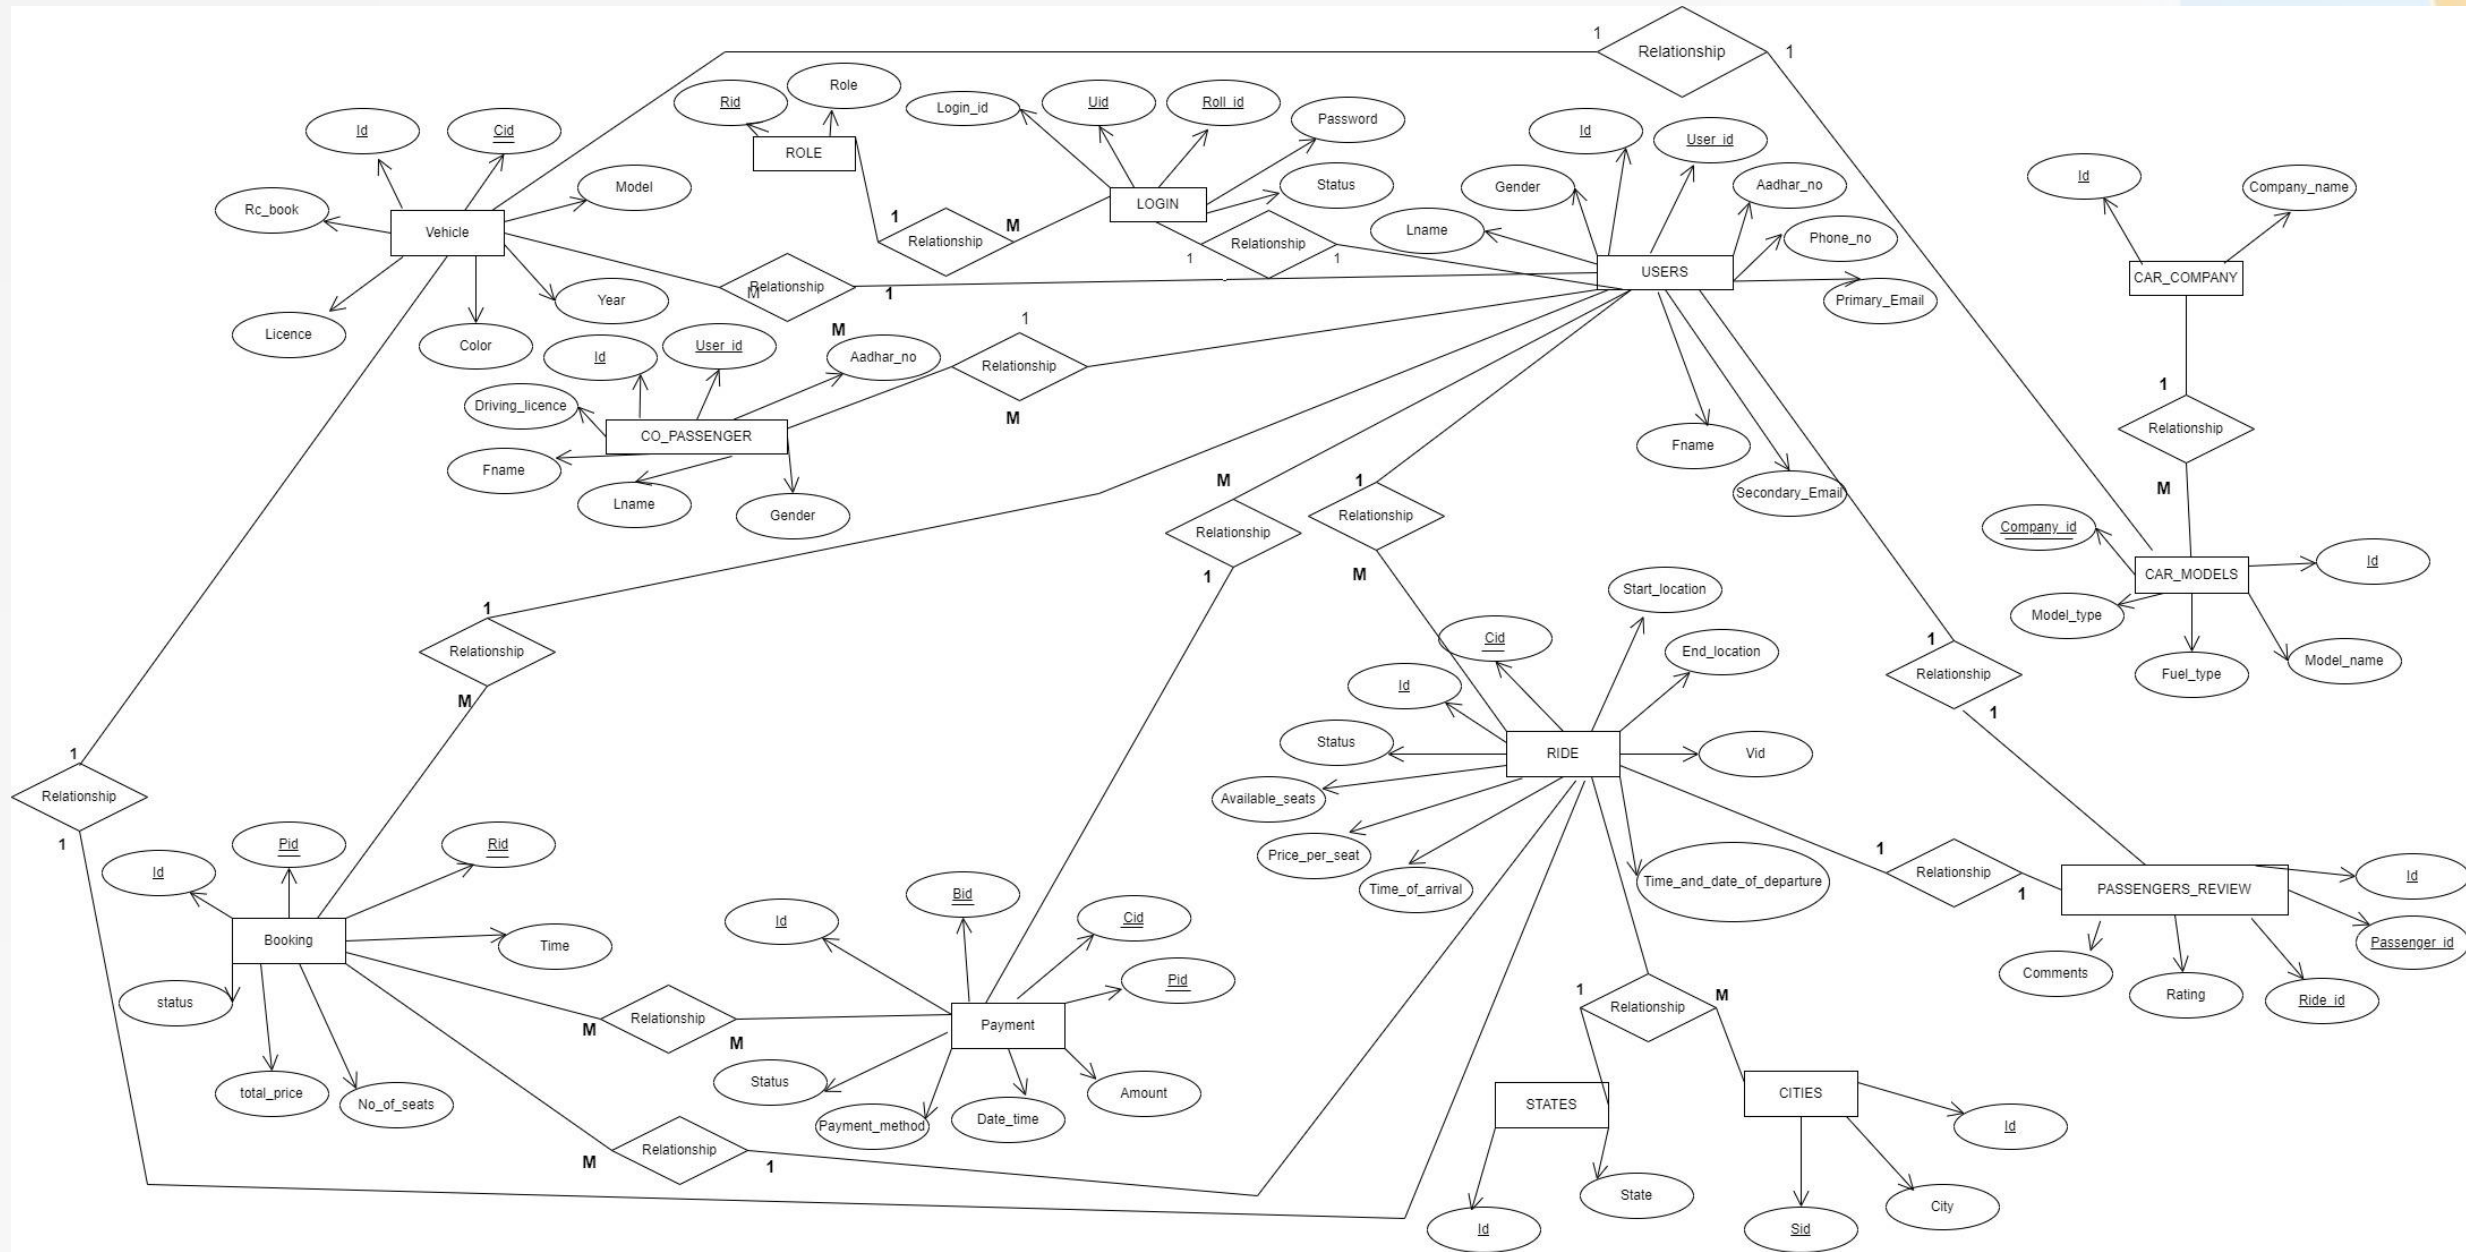 1
Relationship
1
Rid
Role
ROLE
Login_id
Uid
Roll_id
Password
Status
LOGIN
1
Relationship
M
Relationship
1
1
Id
Cid
Model
Rc_book
Vehicle
Licence
Color
Year
Relationship
M
1
Id
User_id
Gender
Aadhar_no
Lname
Phone_no
USERS
Primary_Email
Fname
Secondary_Email
Id
Company_name
CAR_COMPANY
1
Relationship
M
Company_id
Id
CAR_MODELS
Model_type
Fuel_type
Model_name
M
1
Relationship
M
Id
User_id
Aadhar_no
Driving_licence
CO_PASSENGER
Fname
Lname
Gender
M
Relationship
1
1
Relationship
M
1
Relationship
M
1
Relationship
1
1
Relationship
1
Start_location
Cid
End_location
Id
Status
RIDE
Vid
Available_seats
Price_per_seat
Time_of_arrival
Time_and_date_of_departure
1
Relationship
1
PASSENGERS_REVIEW
Id
Passenger_id
Comments
Rating
Ride_id
Id
Pid
Rid
Booking
Time
status
total_price
No_of_seats
M
Relationship
M
Id
Bid
Cid
Pid
Payment
Status
Payment_method
Date_time
Amount
M
Relationship
1
1
Relationship
M
STATES
Id
State
CITIES
Id
Sid
City